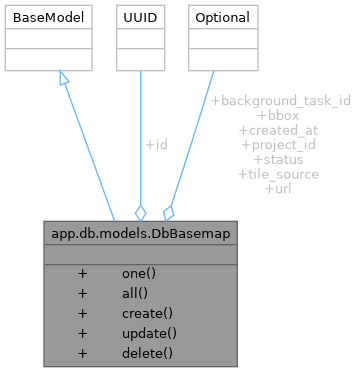 BaseModel
UUID
Optional
+background_task_id
+bbox
+created_at
+project_id
+status
+tile_source
+url
+id
app.db.models.DbBasemap
+ one()
+ all()
+ create()
+ update()
+ delete()